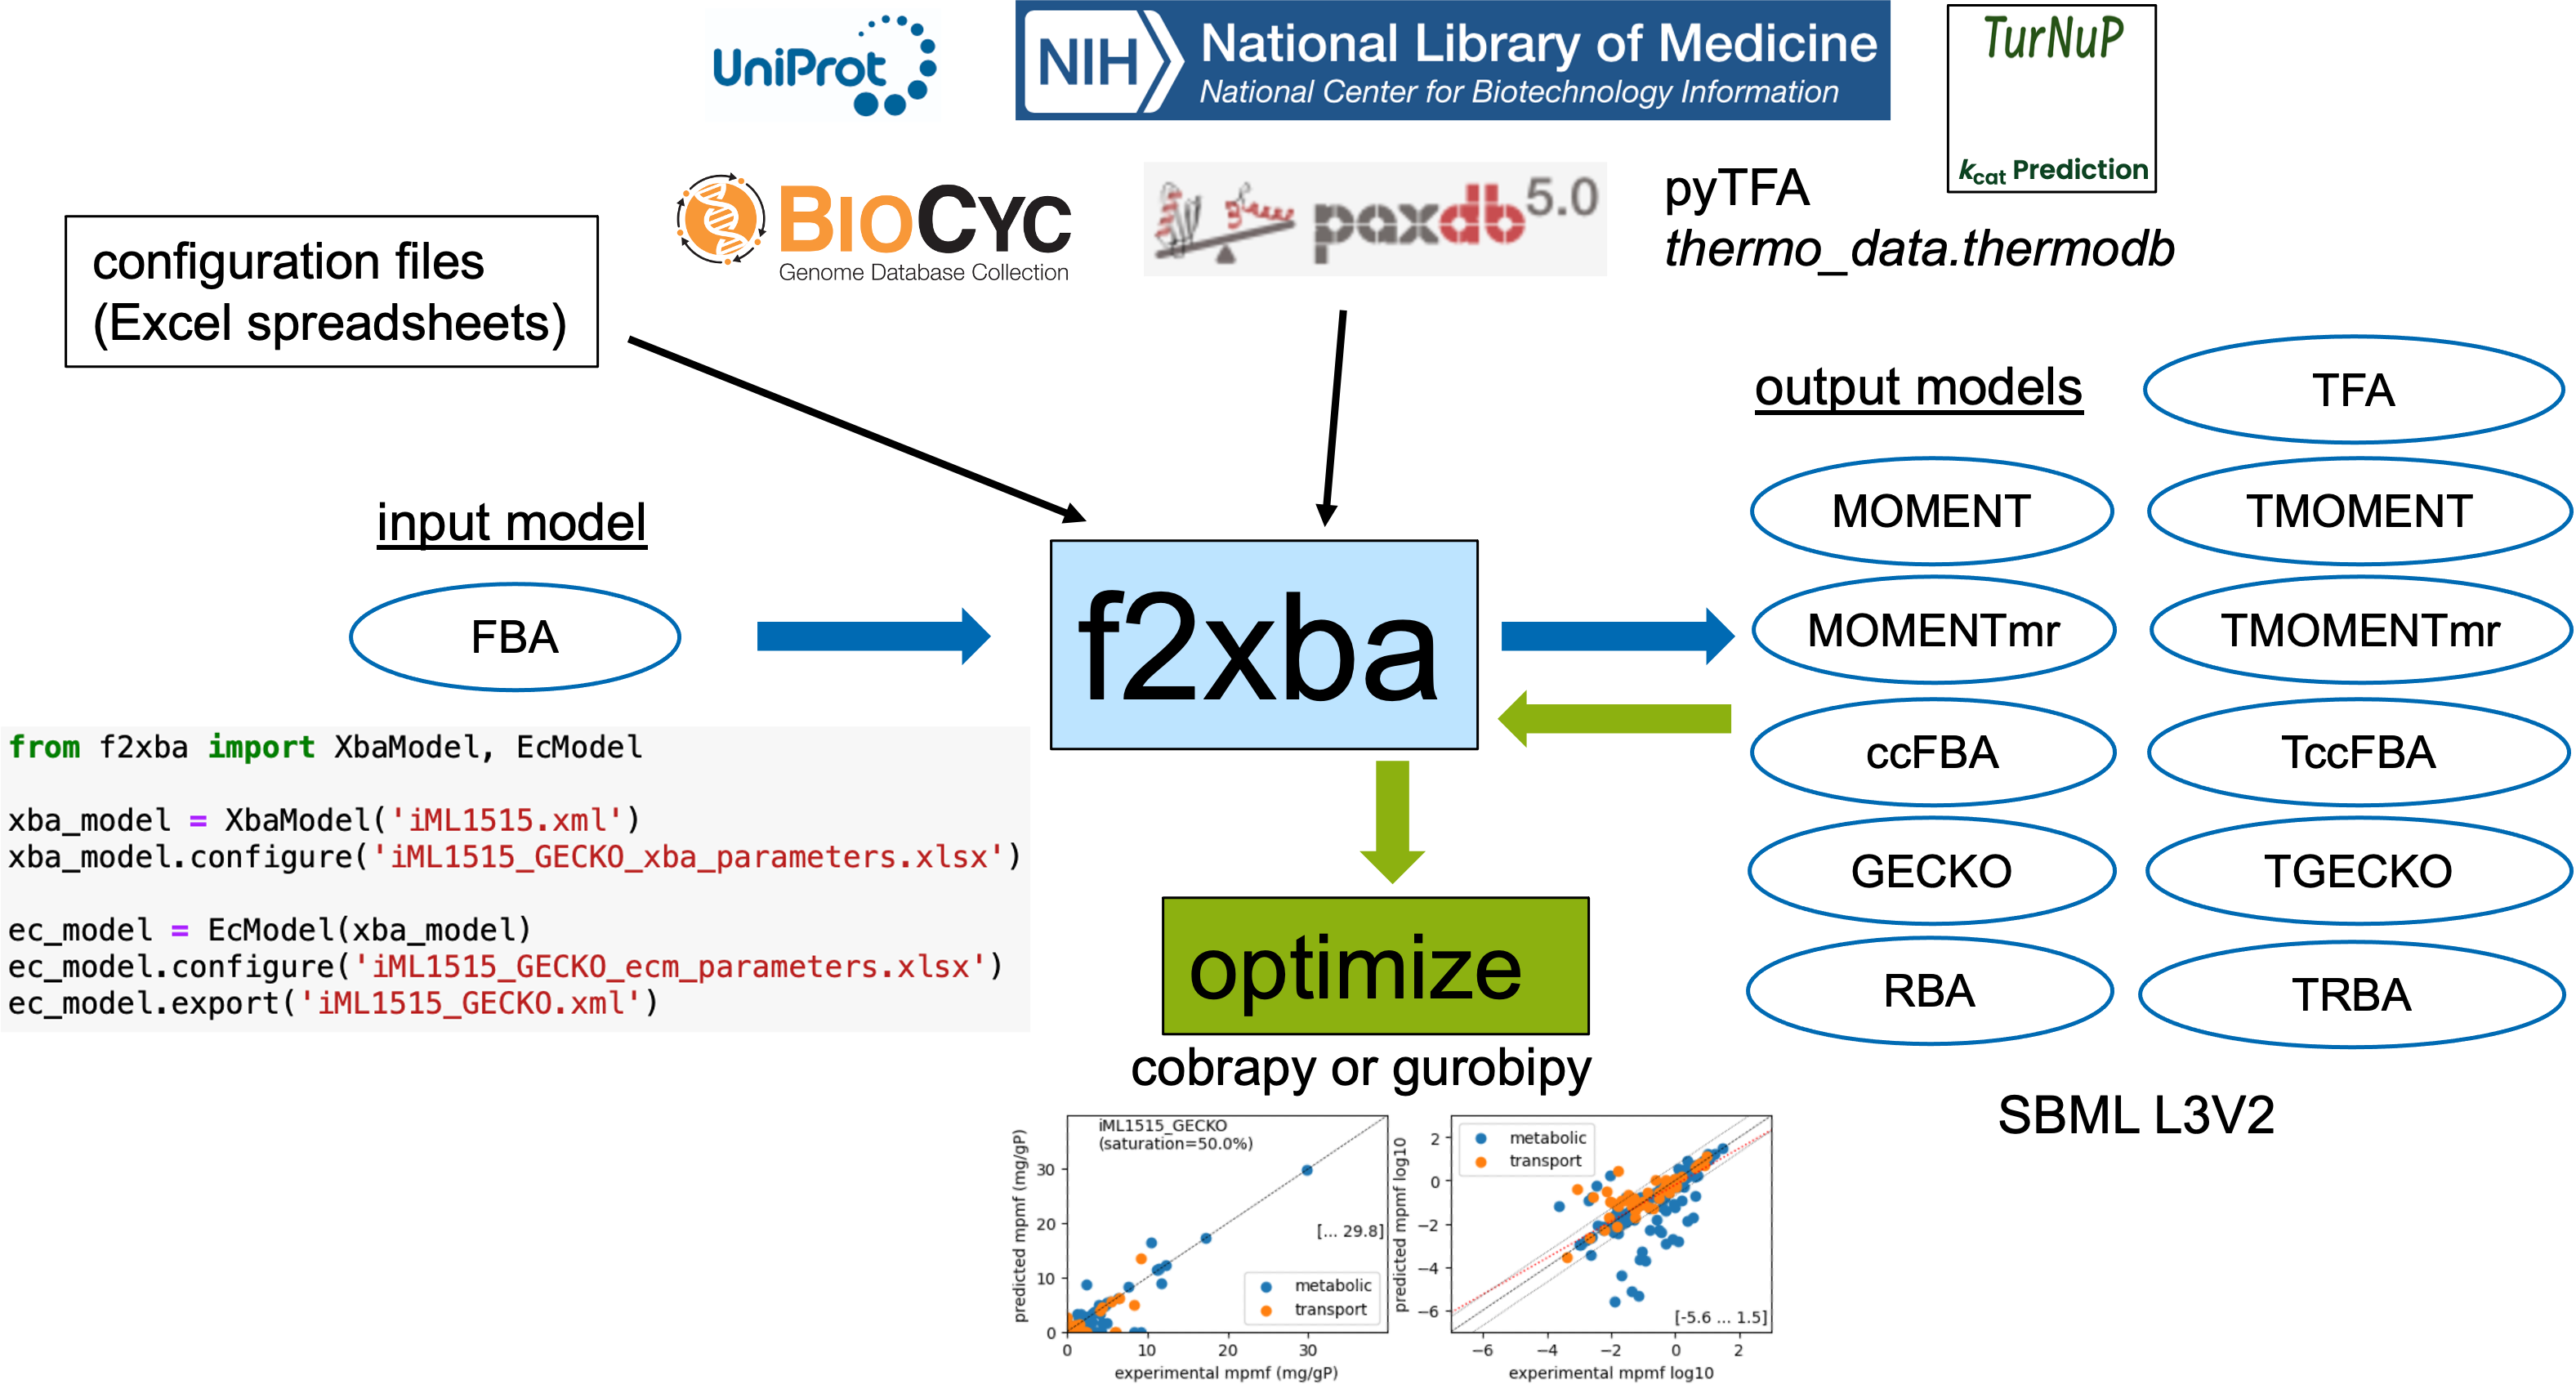 UniProt
NIH
National Library of Medicine
National Center for Biotechnology Information
TurNuP
kcat Prediction
BIOCYC
Genome Database Collection
paxdb 5.0
pyTFA
thermo_data.thermodb
configuration files
(Excel spreadsheets)
input model
FBA
f2xba
output models
TFA
MOMENT
TMOMENT
MOMENTmr
TMOMENTmr
ccFBA
TccFBA
GECKO
TGECKO
RBA
TRBA
SBML L3V2
from f2xba import XbaModel, EcModel
xba_model = XbaModel('iML1515.xml')
xba_model.configure('iML1515_GECKO_xba_parameters.xlsx')
ec_model = EcModel(xba_model)
ec_model.configure('iML1515_GECKO_ecm_parameters.xlsx')
ec_model.export('iML1515_GECKO.xml')
optimize
cobrapy or gurobipy
iML1515_GECKO
(saturation=50.0%)
predicted mpmf (mg/gP)
30
20
10
0
[... 29.8]
metabolic
transport
0 10 20 30
experimental mpmf (mg/gP)
predicted mpmf log10
2
0
−2
−4
−6
metabolic
transport
[-5.6 ... 1.5]
−6 −4 −2 0 2
experimental mpmf log10